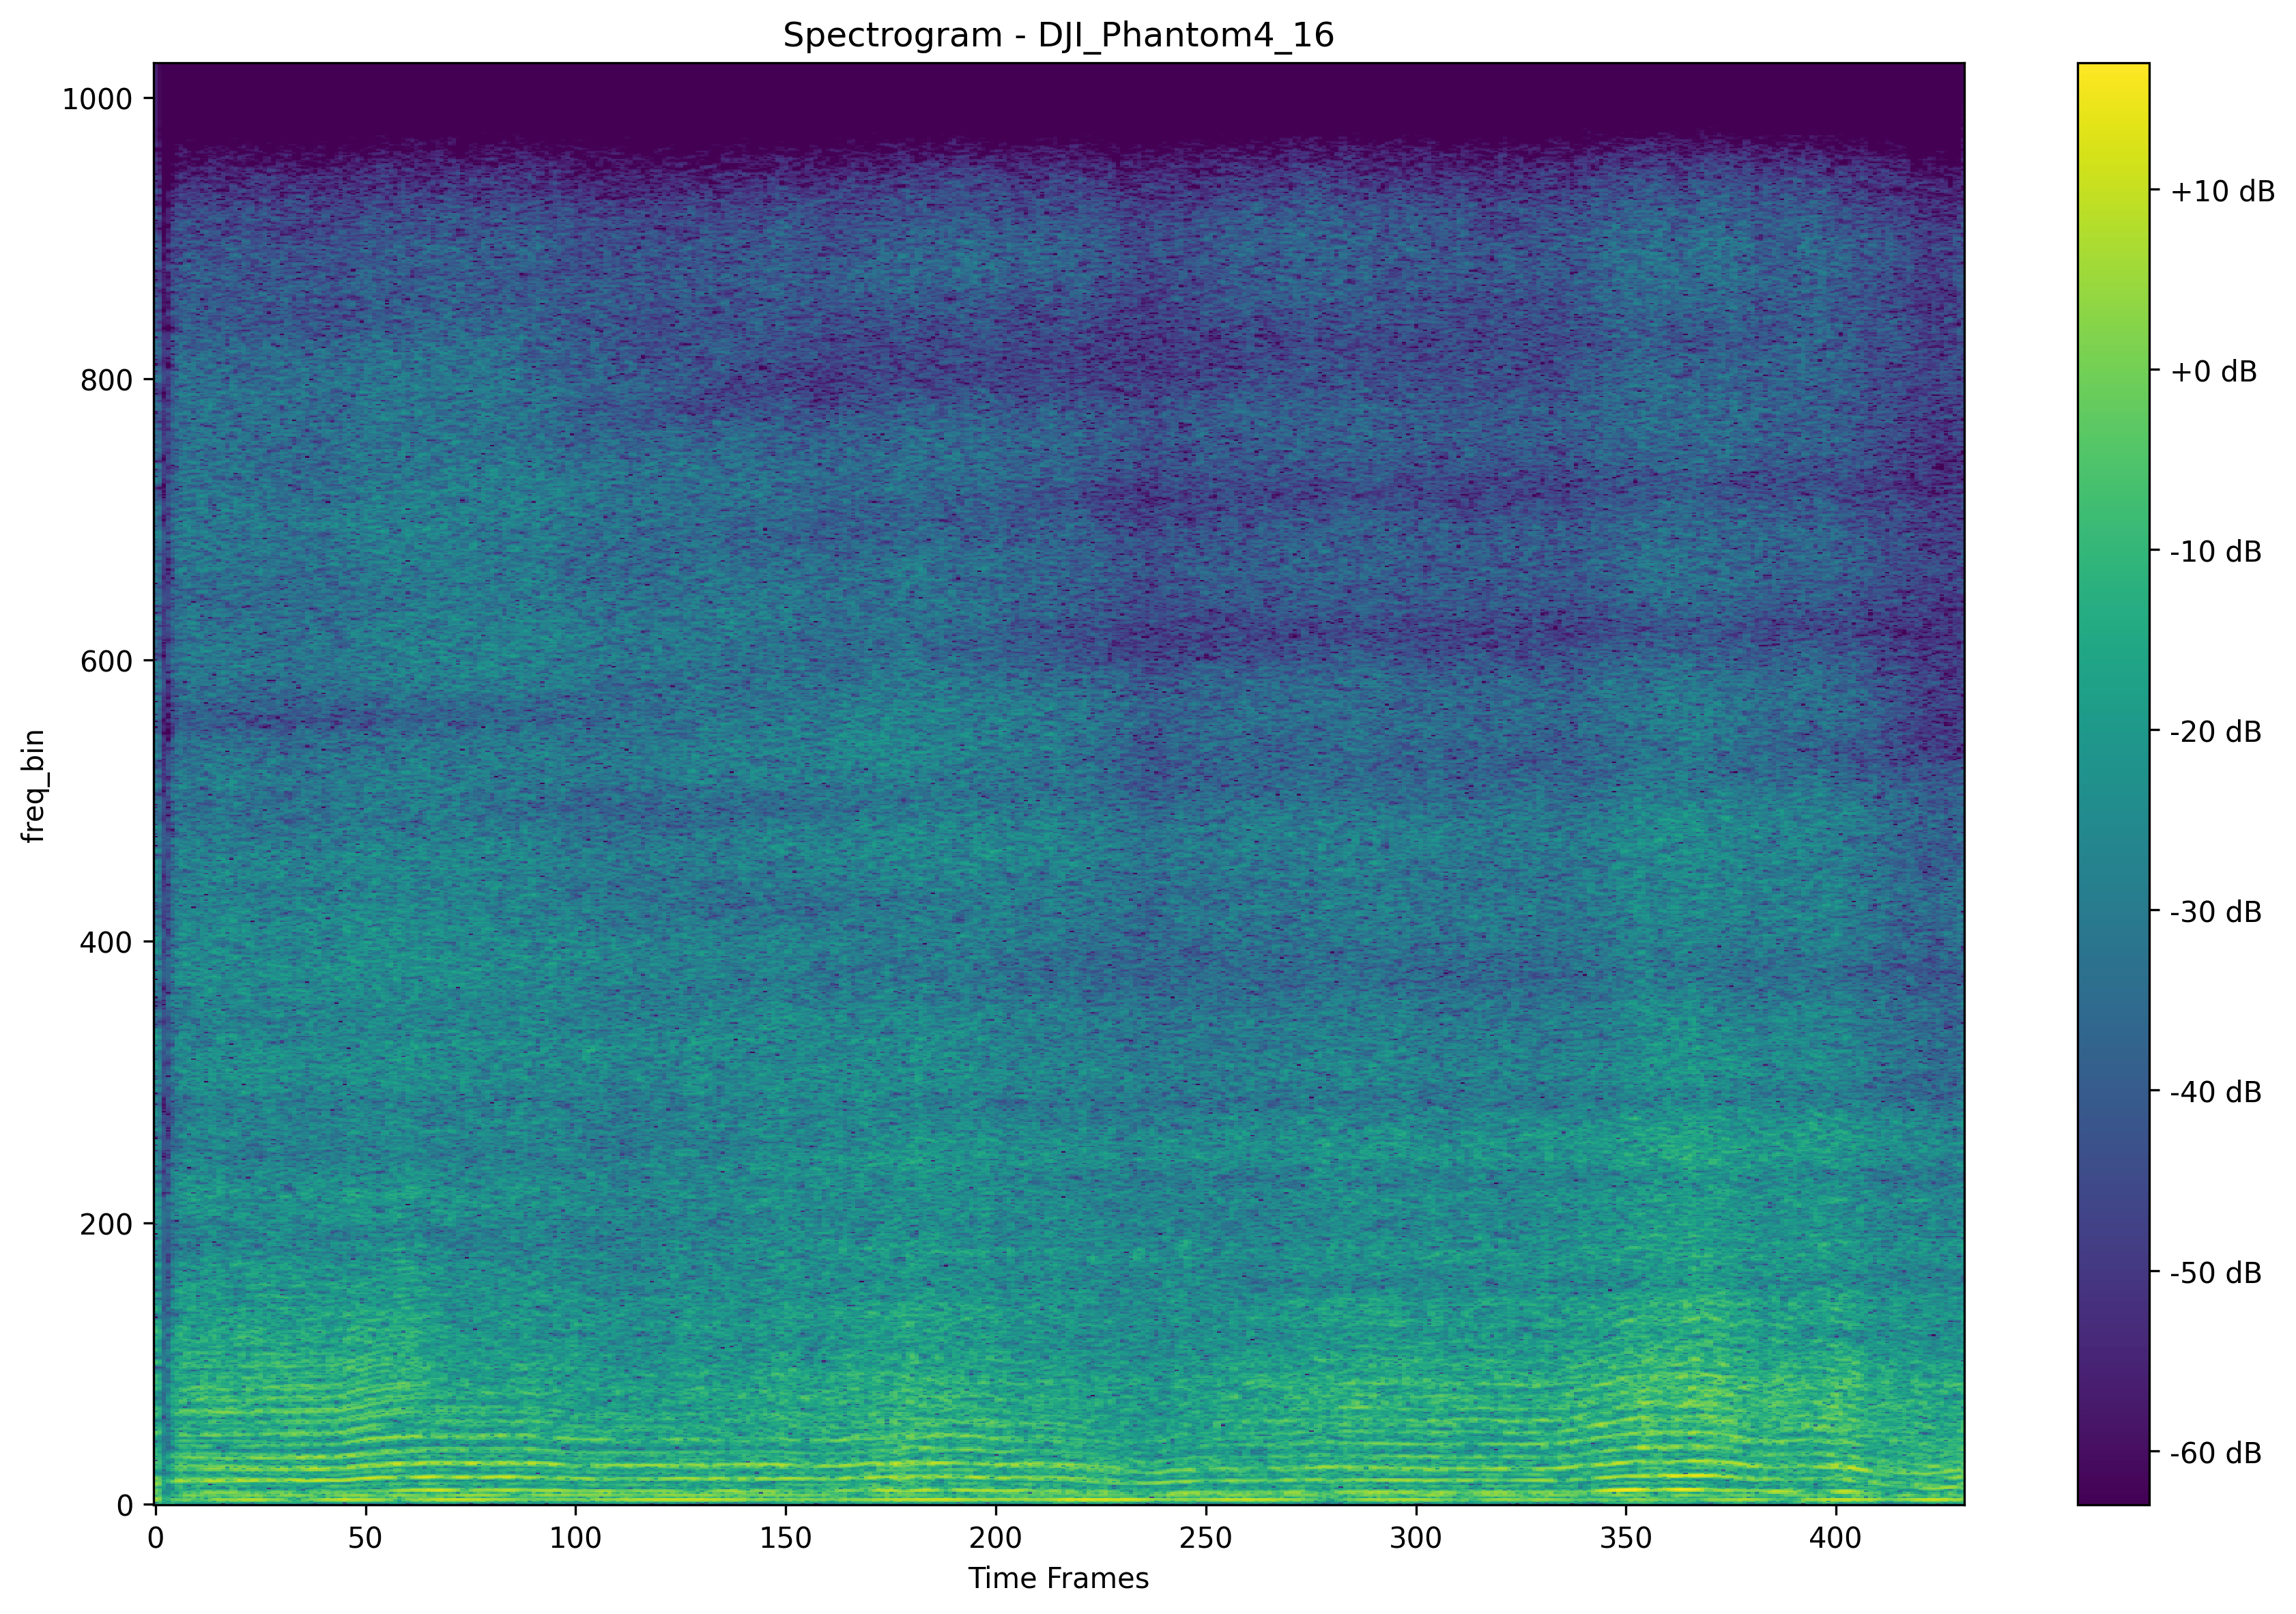 Spectrogram - DJI_Phantom4_16
1000
800
600
400
200
0
freq_bin
0 50 100 150 200 250 300 350 400
Time Frames
+10 dB
+0 dB
-10 dB
-20 dB
-30 dB
-40 dB
-50 dB
-60 dB